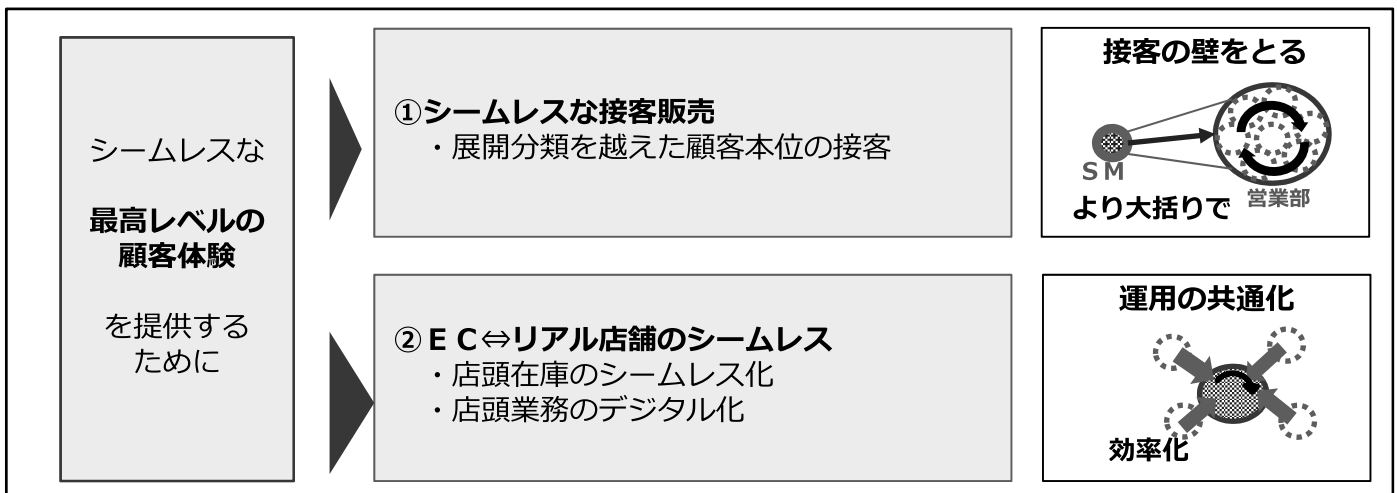 シームレスな
最高レベルの
顧客体験
を提供する
ために
①シームレスな接客販売
・展開分類を越えた顧客本位の接客
接客の壁をとる
ＳＭ
営業部
より大括りで
②ＥＣ⇔リアル店舗のシームレス
・店頭在庫のシームレス化
・店頭業務のデジタル化
運用の共通化
効率化